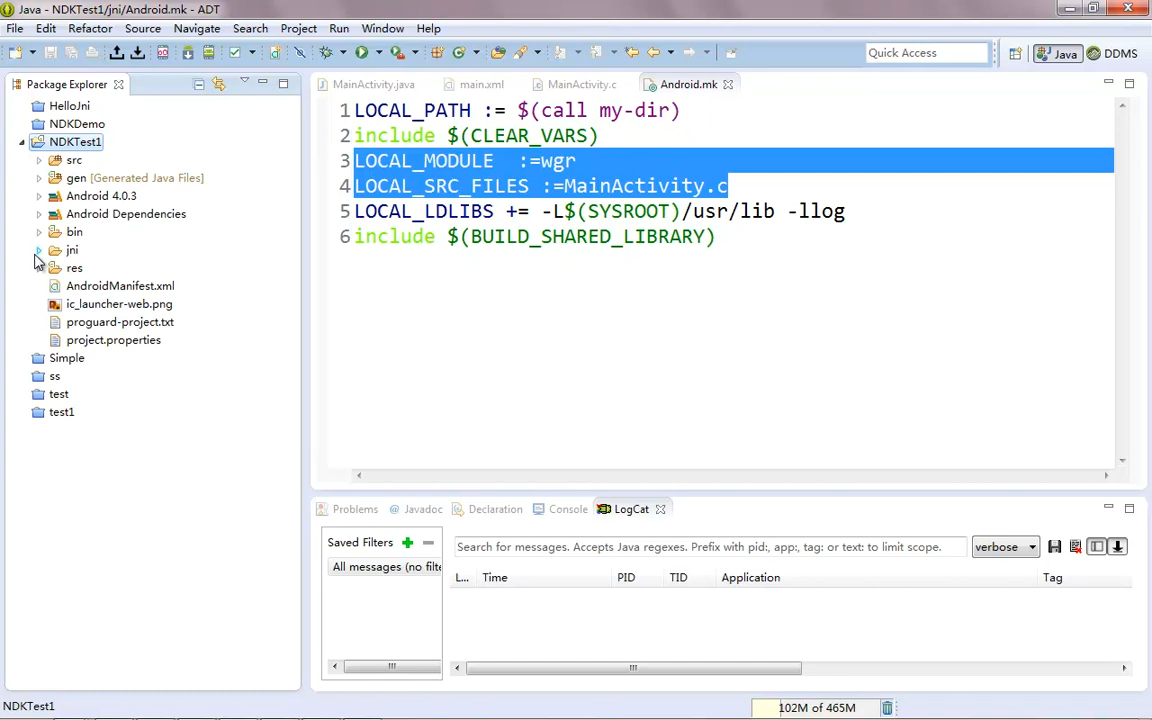 Java - NDKTest1/jni/Android.mk - ADT
File Edit Refactor Source Navigate Search Project Run Window Help
Quick Access
Java
DDMS
Package Explorer
HelloJni
NDKDemo
NDKTest1
src
gen [Generated Java Files]
Android 4.0.3
Android Dependencies
bin
jni
res
AndroidManifest.xml
ic_launcher-web.png
proguard-project.txt
project.properties
Simple
ss
test
test1
MainActivity.java main.xml MainActivity.c Android.mk
1 LOCAL_PATH := $(call my-dir)
2 include $(CLEAR_VARS)
3 LOCAL_MODULE  :=wgr
4 LOCAL_SRC_FILES :=MainActivity.c
5 LOCAL_LDLIBS += -L$(SYSROOT)/usr/lib -llog
6 include $(BUILD_SHARED_LIBRARY)
Problems @ Javadoc Declaration Console LogCat
Saved Filters
All messages (no filte
Search for messages. Accepts Java regexes. Prefix with pid:, app:, tag: or text: to limit scope.
verbose
L... Time PID TID Application Tag
NDKTest1
102M of 465M